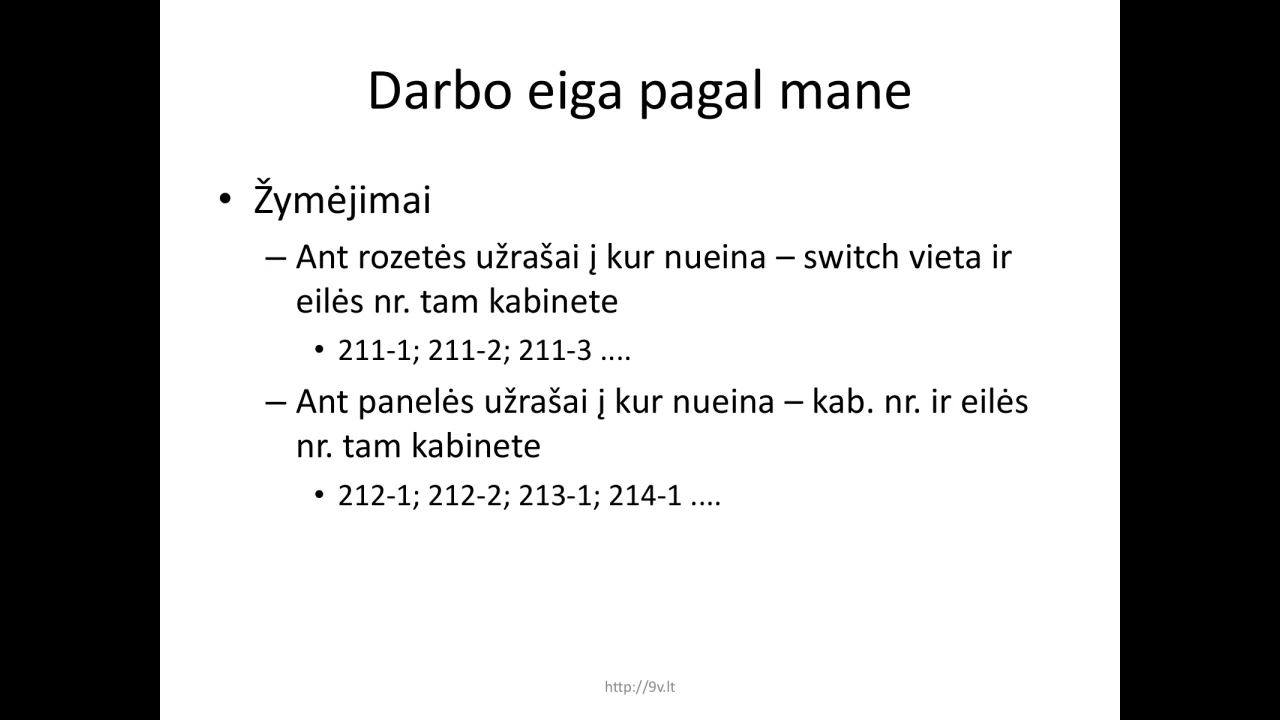 Darbo eiga pagal mane
• Žymėjimai
– Ant rozetės užrašai į kur nueina – switch vieta ir
eilės nr. tam kabinete
• 211-1; 211-2; 211-3 ....
– Ant panelės užrašai į kur nueina – kab. nr. ir eilės
nr. tam kabinete
• 212-1; 212-2; 213-1; 214-1 ....
http://9v.lt